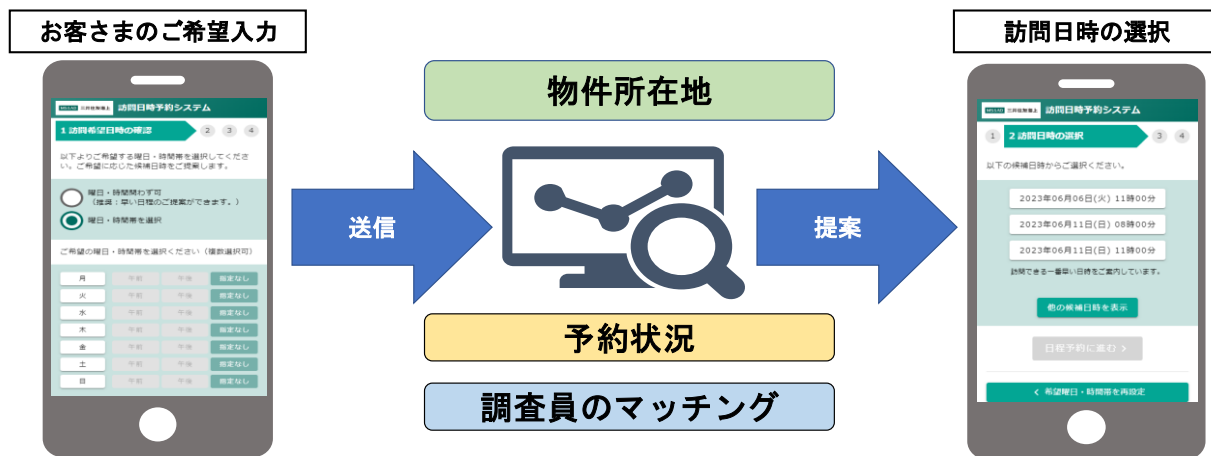 お客さまのご希望入力
訪問日時予約システム
1 訪問希望日時の確認
2 3 4
以下よりご希望する曜日・時間帯を選択してくださ
い。ご希望に応じた候補日時をご提案します。
曜日・時間問わず可
(推奨：早い日程のご提案ができます。)
曜日・時間帯を選択
ご希望の曜日・時間帯を選択ください（複数選択可）
月 午前 午後 指定なし
火 午前 午後 指定なし
水 午前 午後 指定なし
木 午前 午後 指定なし
金 午前 午後 指定なし
土 午前 午後 指定なし
日 午前 午後 指定なし
送信
物件所在地
予約状況
調査員のマッチング
提案
訪問日時の選択
訪問日時予約システム
1 2 訪問日時の選択 3 4
以下の候補日時からご選択ください。
2023年06月06日(火) 11時00分
2023年06月11日(日) 08時00分
2023年06月11日(日) 11時00分
訪問できる一番早い日時をご案内しています。
他の候補日時を表示
日程予約に進む >
< 希望曜日・時間帯を再設定